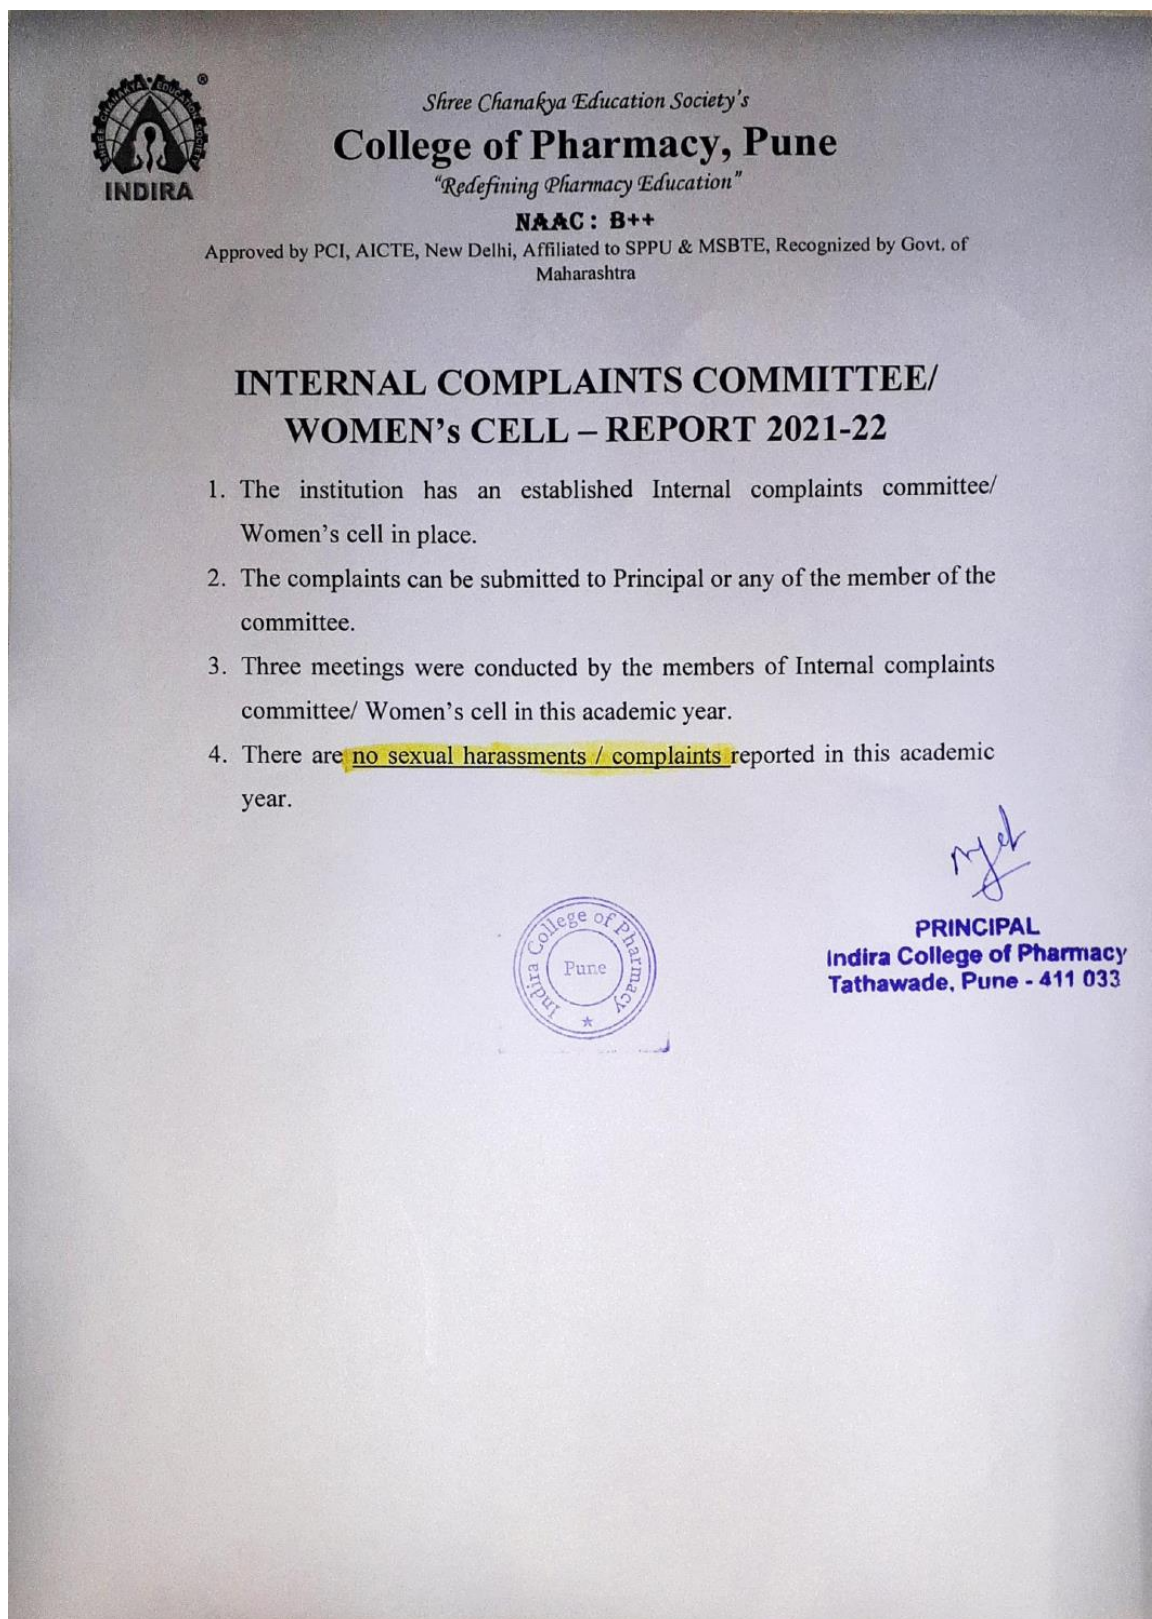 SHREE CHANAKYA EDUCATION SOCIETY
®
INDIRA
Shree Chanakya Education Society's
College of Pharmacy, Pune
"Redefining Pharmacy Education"
NAAC: B++
Approved by PCI, AICTE, New Delhi, Affiliated to SPPU & MSBTE, Recognized by Govt. of
Maharashtra
INTERNAL COMPLAINTS COMMITTEE/
WOMEN's CELL – REPORT 2021-22
1. The institution has an established Internal complaints committee/
Women's cell in place.
2. The complaints can be submitted to Principal or any of the member of the
committee.
3. Three meetings were conducted by the members of Internal complaints
committee/ Women's cell in this academic year.
4. There are no sexual harassments / complaints reported in this academic
year.
Indira College of Pharmacy
Pune
PRINCIPAL
Indira College of Pharmacy
Tathawade, Pune - 411 033